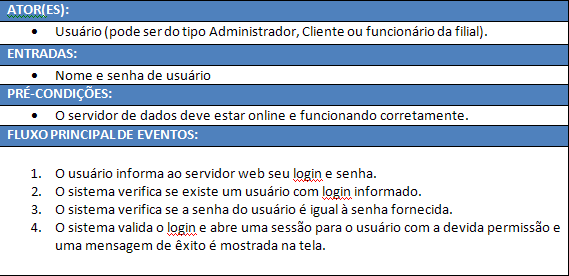 ATOR(ES):
• Usuário (pode ser do tipo Administrador, Cliente ou funcionário da filial).
ENTRADAS:
• Nome e senha de usuário
PRÉ-CONDIÇÕES:
• O servidor de dados deve estar online e funcionando corretamente.
FLUXO PRINCIPAL DE EVENTOS:
1. O usuário informa ao servidor web seu login e senha.
2. O sistema verifica se existe um usuário com login informado.
3. O sistema verifica se a senha do usuário é igual à senha fornecida.
4. O sistema valida o login e abre uma sessão para o usuário com a devida permissão e
uma mensagem de êxito é mostrada na tela.